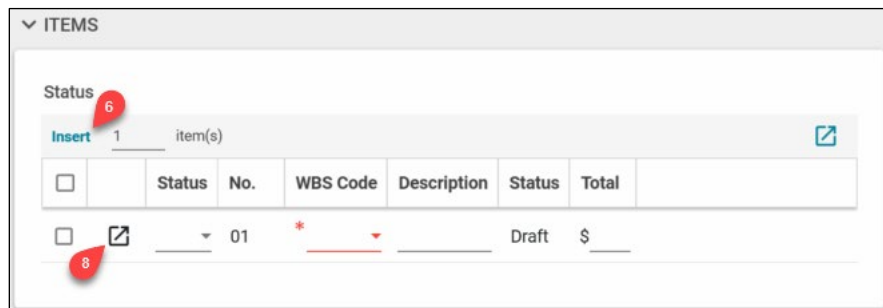 ITEMS
Status
6
Insert 1 item(s)
Status No. WBS Code Description Status Total
01 * Draft $
8